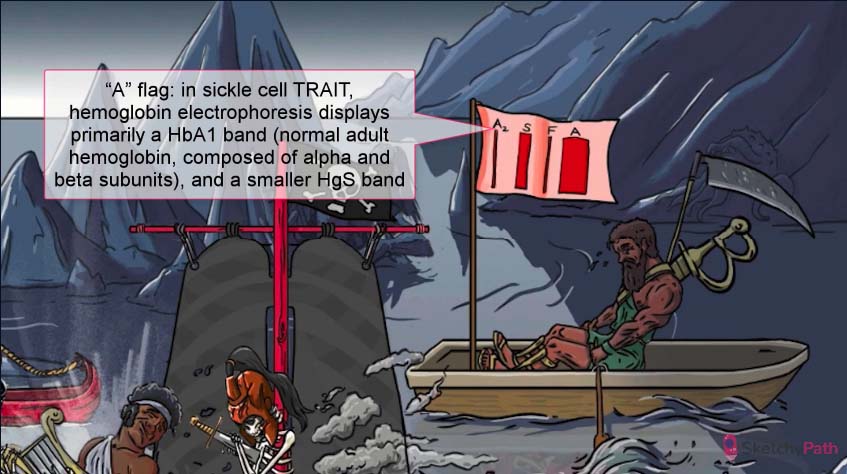 “A” flag: in sickle cell TRAIT,
hemoglobin electrophoresis displays
primarily a HbA1 band (normal adult
hemoglobin, composed of alpha and
beta subunits), and a smaller HgS band
A₂ S F A
SketchyPath